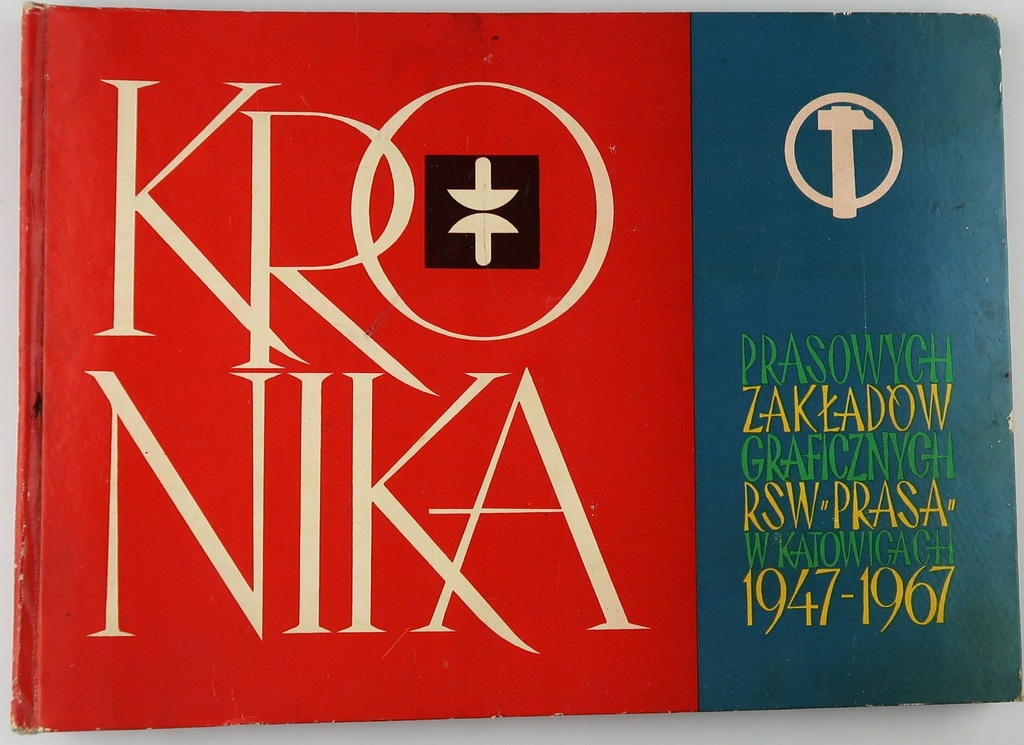 KRO
NIKA
PRASOWYCH
ZAKŁADÓW
GRAFICZNYCH
RSW „PRASA"
W KATOWICACH
1947-1967